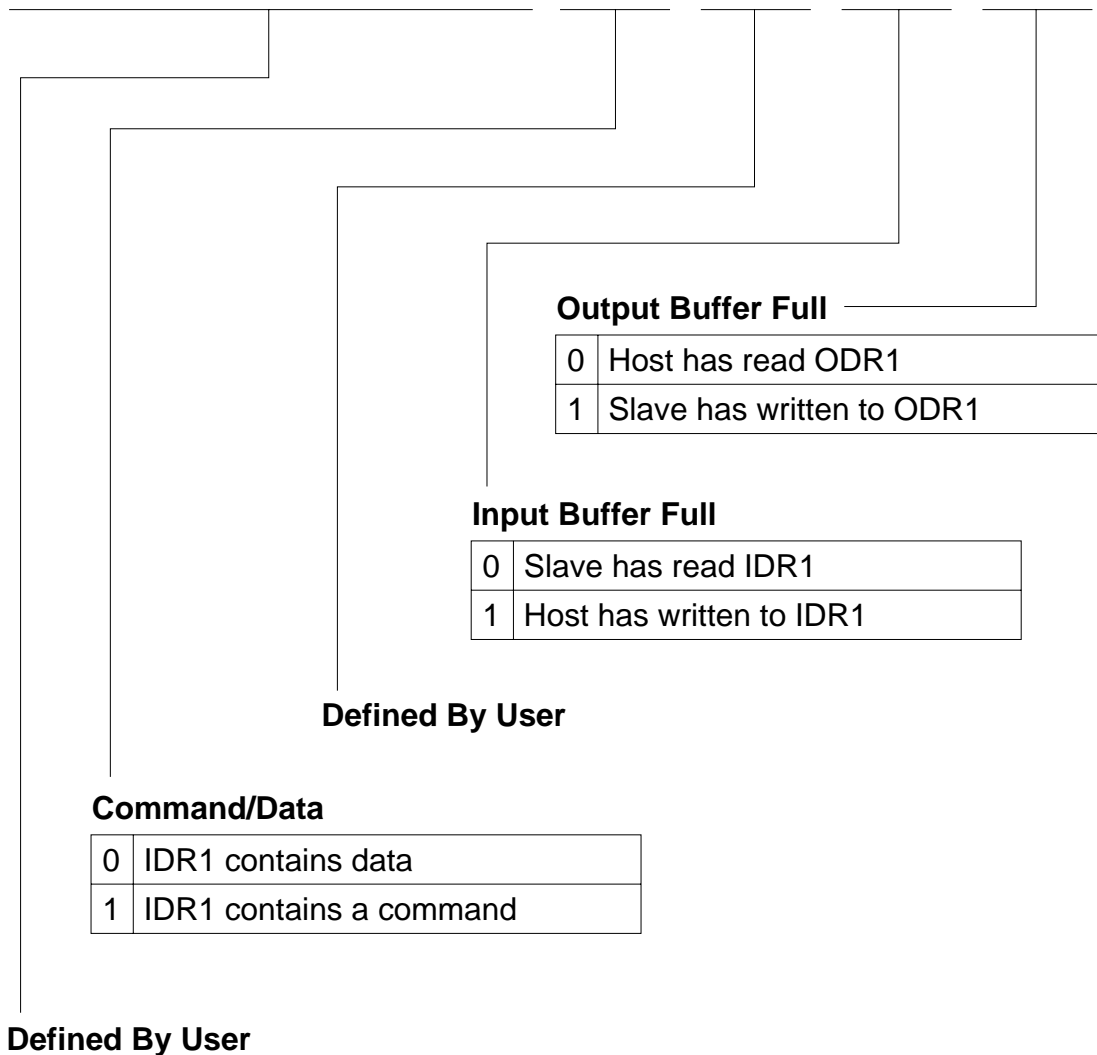 Output Buffer Full
0 Host has read ODR1
1 Slave has written to ODR1
Input Buffer Full
0 Slave has read IDR1
1 Host has written to IDR1
Defined By User
Command/Data
0 IDR1 contains data
1 IDR1 contains a command
Defined By User